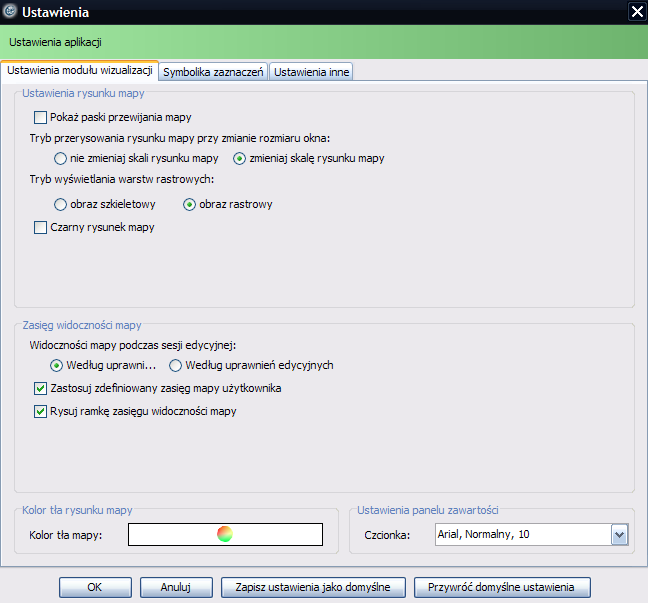 Ustawienia
Ustawienia aplikacji
Ustawienia modułu wizualizacji Symbolika zaznaczeń Ustawienia inne
Ustawienia rysunku mapy
Pokaż paski przewijania mapy
Tryb przerysowania rysunku mapy przy zmianie rozmiaru okna:
nie zmieniaj skali rysunku mapy zmieniaj skalę rysunku mapy
Tryb wyświetlania warstw rastrowych:
obraz szkieletowy obraz rastrowy
Czarny rysunek mapy
Zasięg widoczności mapy
Widoczności mapy podczas sesji edycyjnej:
Według uprawni... Według uprawnień edycyjnych
Zastosuj zdefiniowany zasięg mapy użytkownika
Rysuj ramkę zasięgu widoczności mapy
Kolor tła rysunku mapy Ustawienia panelu zawartości
Kolor tła mapy: Czcionka: Arial, Normalny, 10
OK Anuluj Zapisz ustawienia jako domyślne Przywróć domyślne ustawienia